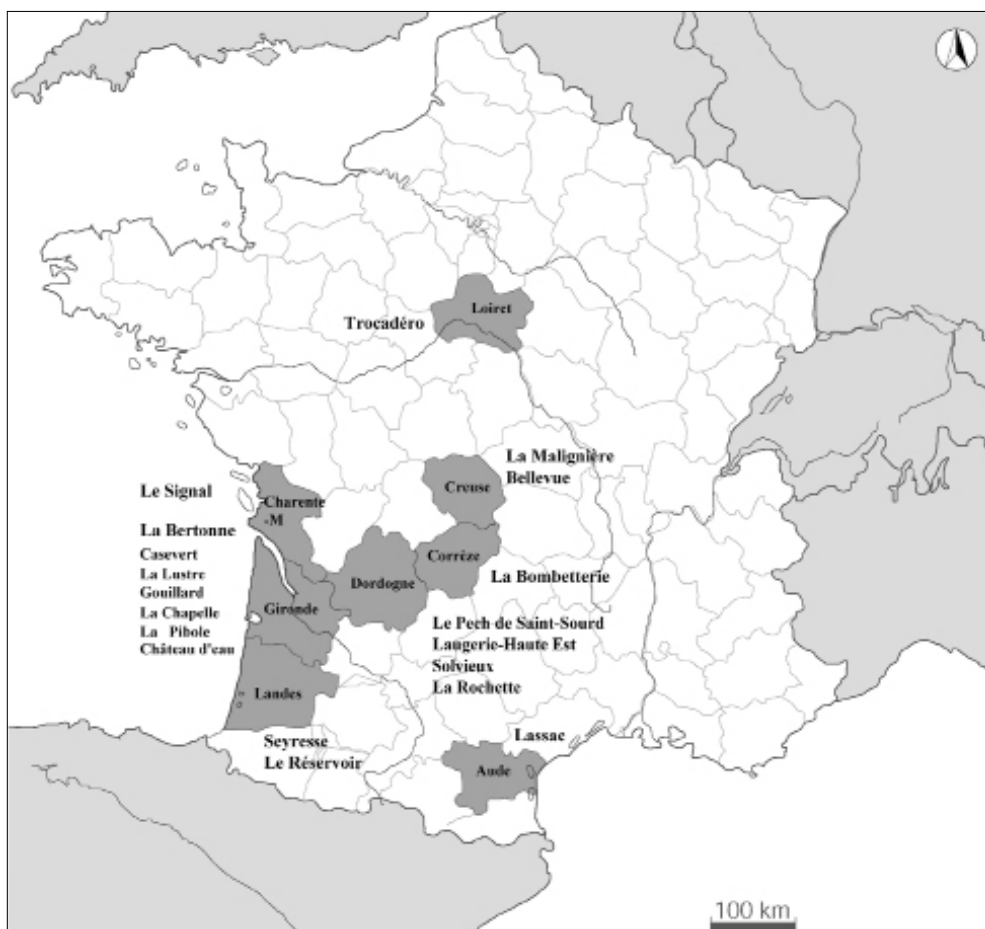 Loiret
Trocadéro
La Malignière
Bellevue
Creuse
Le Signal
Charente
-M
La Bertonne
Casevert
La Lustre
Gouillard
La Chapelle
La Pibole
Château d'eau
Corrèze
Dordogne
La Bombetterie
Gironde
Le Pech de Saint-Sourd
Laugerie-Haute Est
Solvieux
La Rochette
Landes
Seyresse
Le Réservoir
Lassac
Aude
100 km